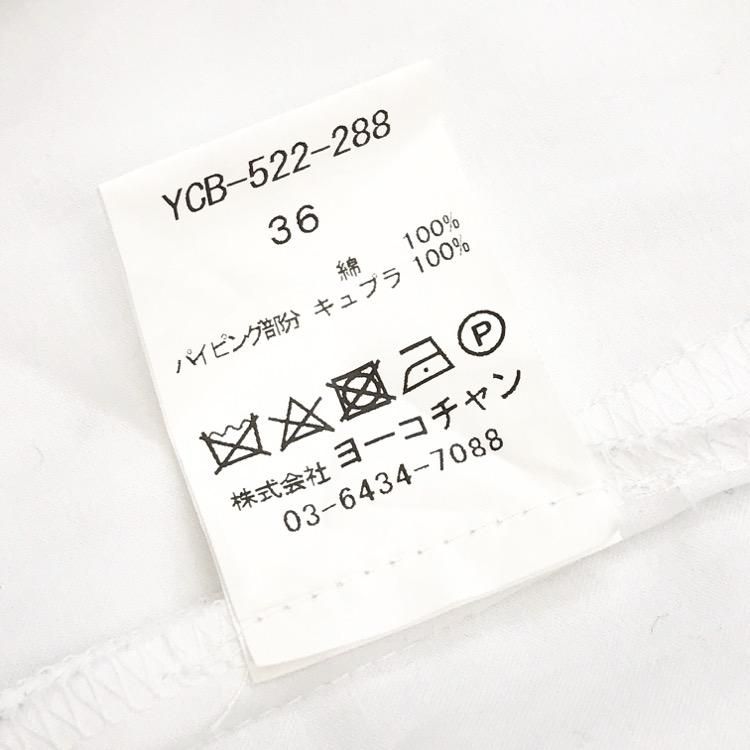 YCB-522-288
36
綿 100%
パイピング部分 キュプラ 100%
P
株式会社 ヨーコチャン
03-6434-7088